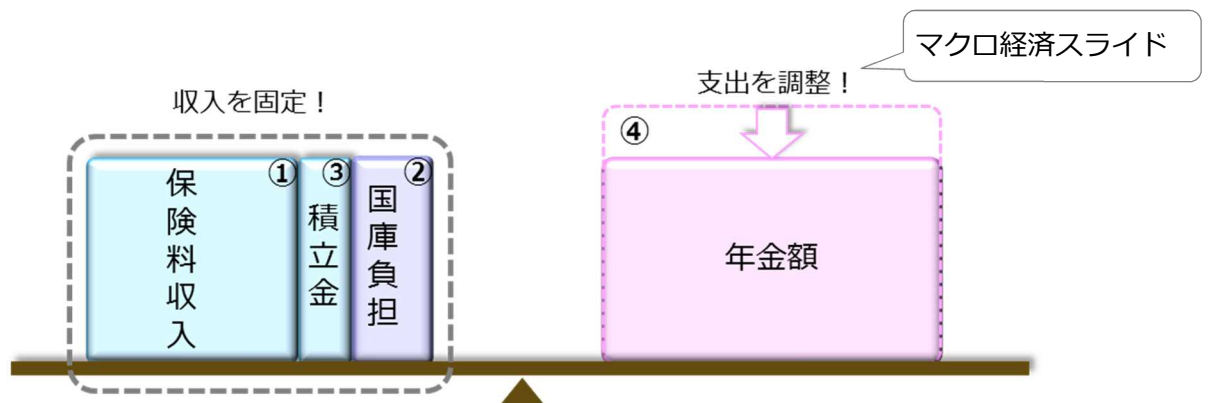 マクロ経済スライド
収入を固定！
支出を調整！
④
保険料収入
①
積立金
③
国庫負担
②
年金額